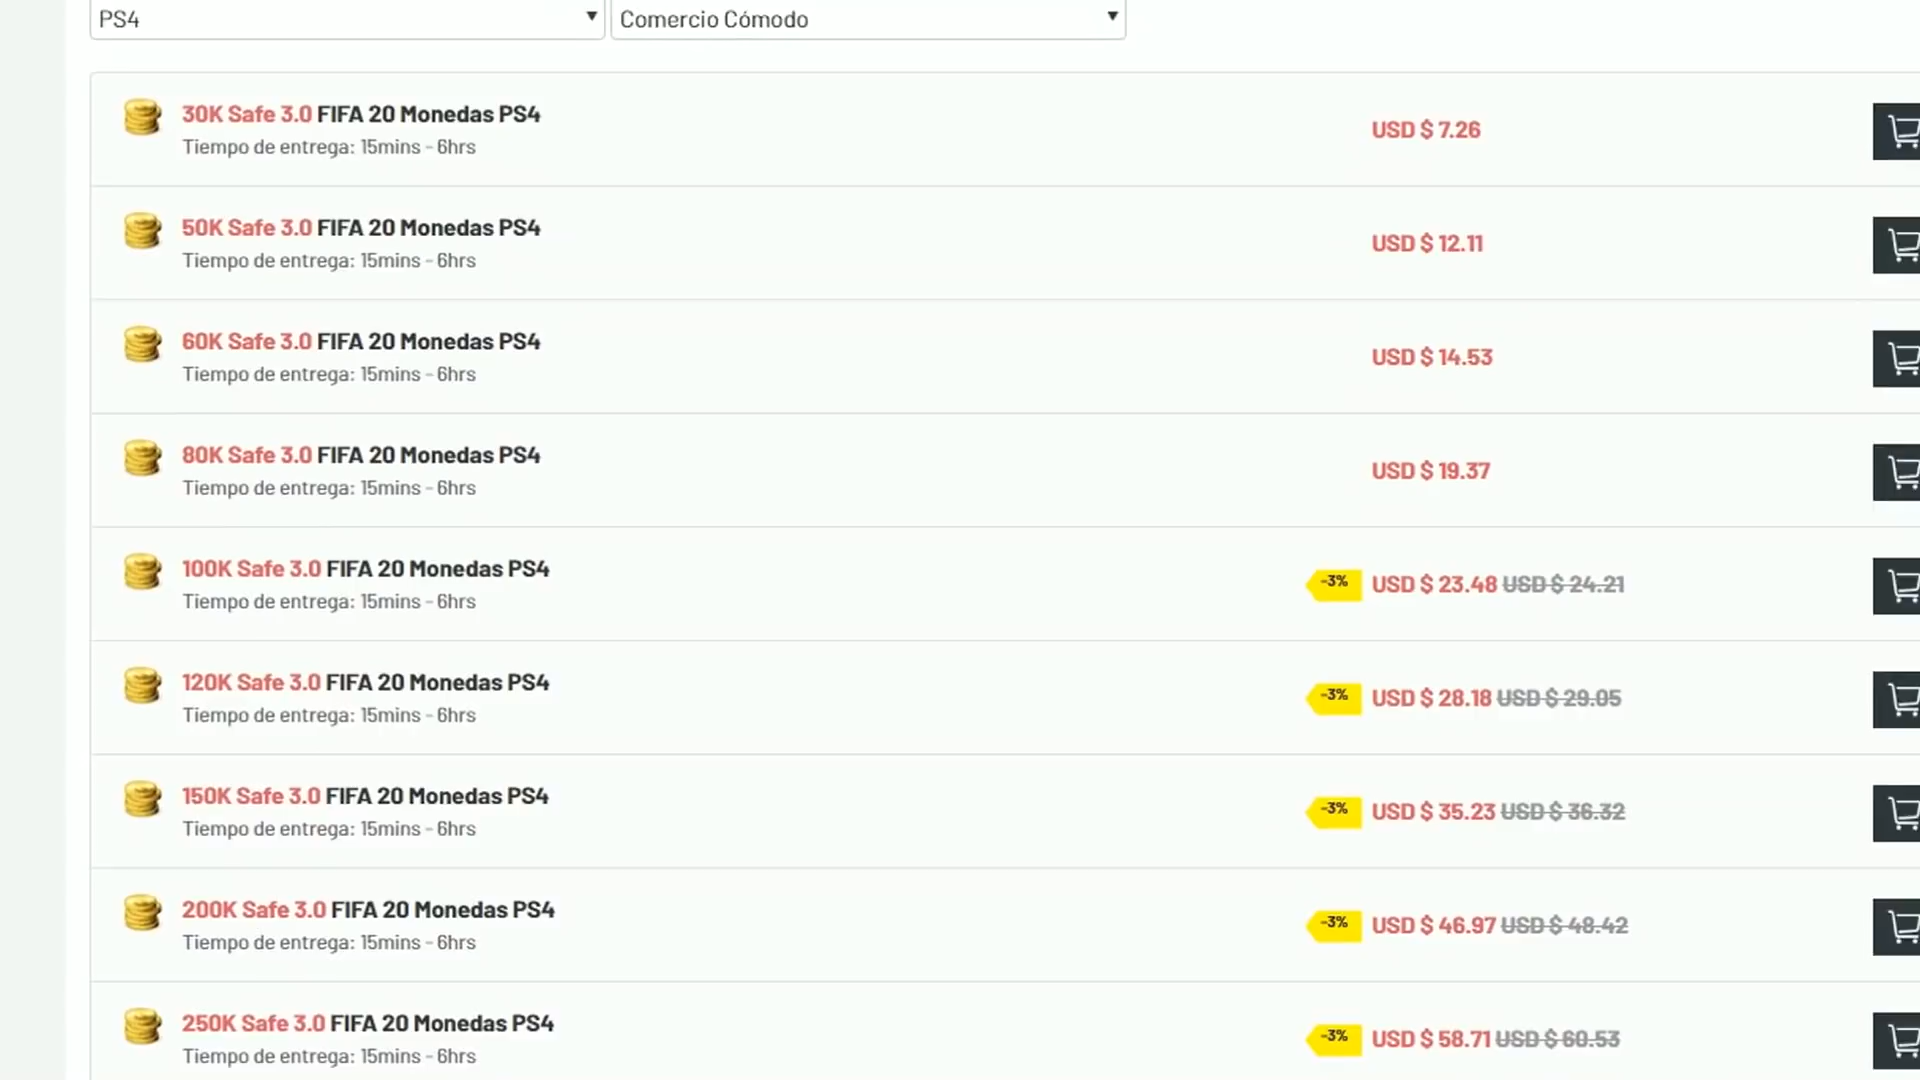 PS4 Comercio Cómodo
30K Safe 3.0 FIFA 20 Monedas PS4
Tiempo de entrega: 15mins - 6hrs
USD $ 7.26
50K Safe 3.0 FIFA 20 Monedas PS4
Tiempo de entrega: 15mins - 6hrs
USD $ 12.11
60K Safe 3.0 FIFA 20 Monedas PS4
Tiempo de entrega: 15mins - 6hrs
USD $ 14.53
80K Safe 3.0 FIFA 20 Monedas PS4
Tiempo de entrega: 15mins - 6hrs
USD $ 19.37
100K Safe 3.0 FIFA 20 Monedas PS4
Tiempo de entrega: 15mins - 6hrs
-3% USD $ 23.48 USD $ 24.21
120K Safe 3.0 FIFA 20 Monedas PS4
Tiempo de entrega: 15mins - 6hrs
-3% USD $ 28.18 USD $ 29.05
150K Safe 3.0 FIFA 20 Monedas PS4
Tiempo de entrega: 15mins - 6hrs
-3% USD $ 35.23 USD $ 36.32
200K Safe 3.0 FIFA 20 Monedas PS4
Tiempo de entrega: 15mins - 6hrs
-3% USD $ 46.97 USD $ 48.42
250K Safe 3.0 FIFA 20 Monedas PS4
Tiempo de entrega: 15mins - 6hrs
-3% USD $ 58.71 USD $ 60.53